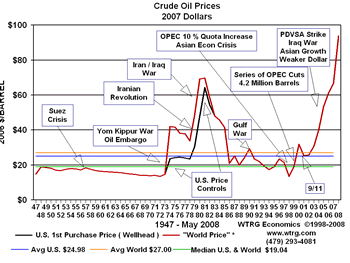 Crude Oil Prices
2007 Dollars
$100
$80
$60
$40
$20
$0
2008 $/BARREL
OPEC 10 % Quota Increase
Asian Econ Crisis
PDVSA Strike
Iraq War
Asian Growth
Weaker Dollar
Iran / Iraq
War
Series of OPEC Cuts
4.2 Million Barrels
Iranian
Revolution
Suez
Crisis
Yom Kippur War
Oil Embargo
Gulf
War
U.S. Price
Controls
9/11
47 49 51 53 55 57 59 61 63 65 67 69 71 73 75 77 79 81 83 85 87 89 91 93 95 97 99 01 03 05 07
48 50 52 54 56 58 60 62 64 66 68 70 72 74 76 78 80 82 84 86 88 90 92 94 96 98 00 02 04 06 08
1947 - May 2008
WTRG Economics ©1998-2008
www.wtrg.com
(479) 293-4081
U.S. 1st Purchase Price ( Wellhead )
"World Price" *
Avg U.S. $24.98
Avg World $27.00
Median U.S. & World $19.04